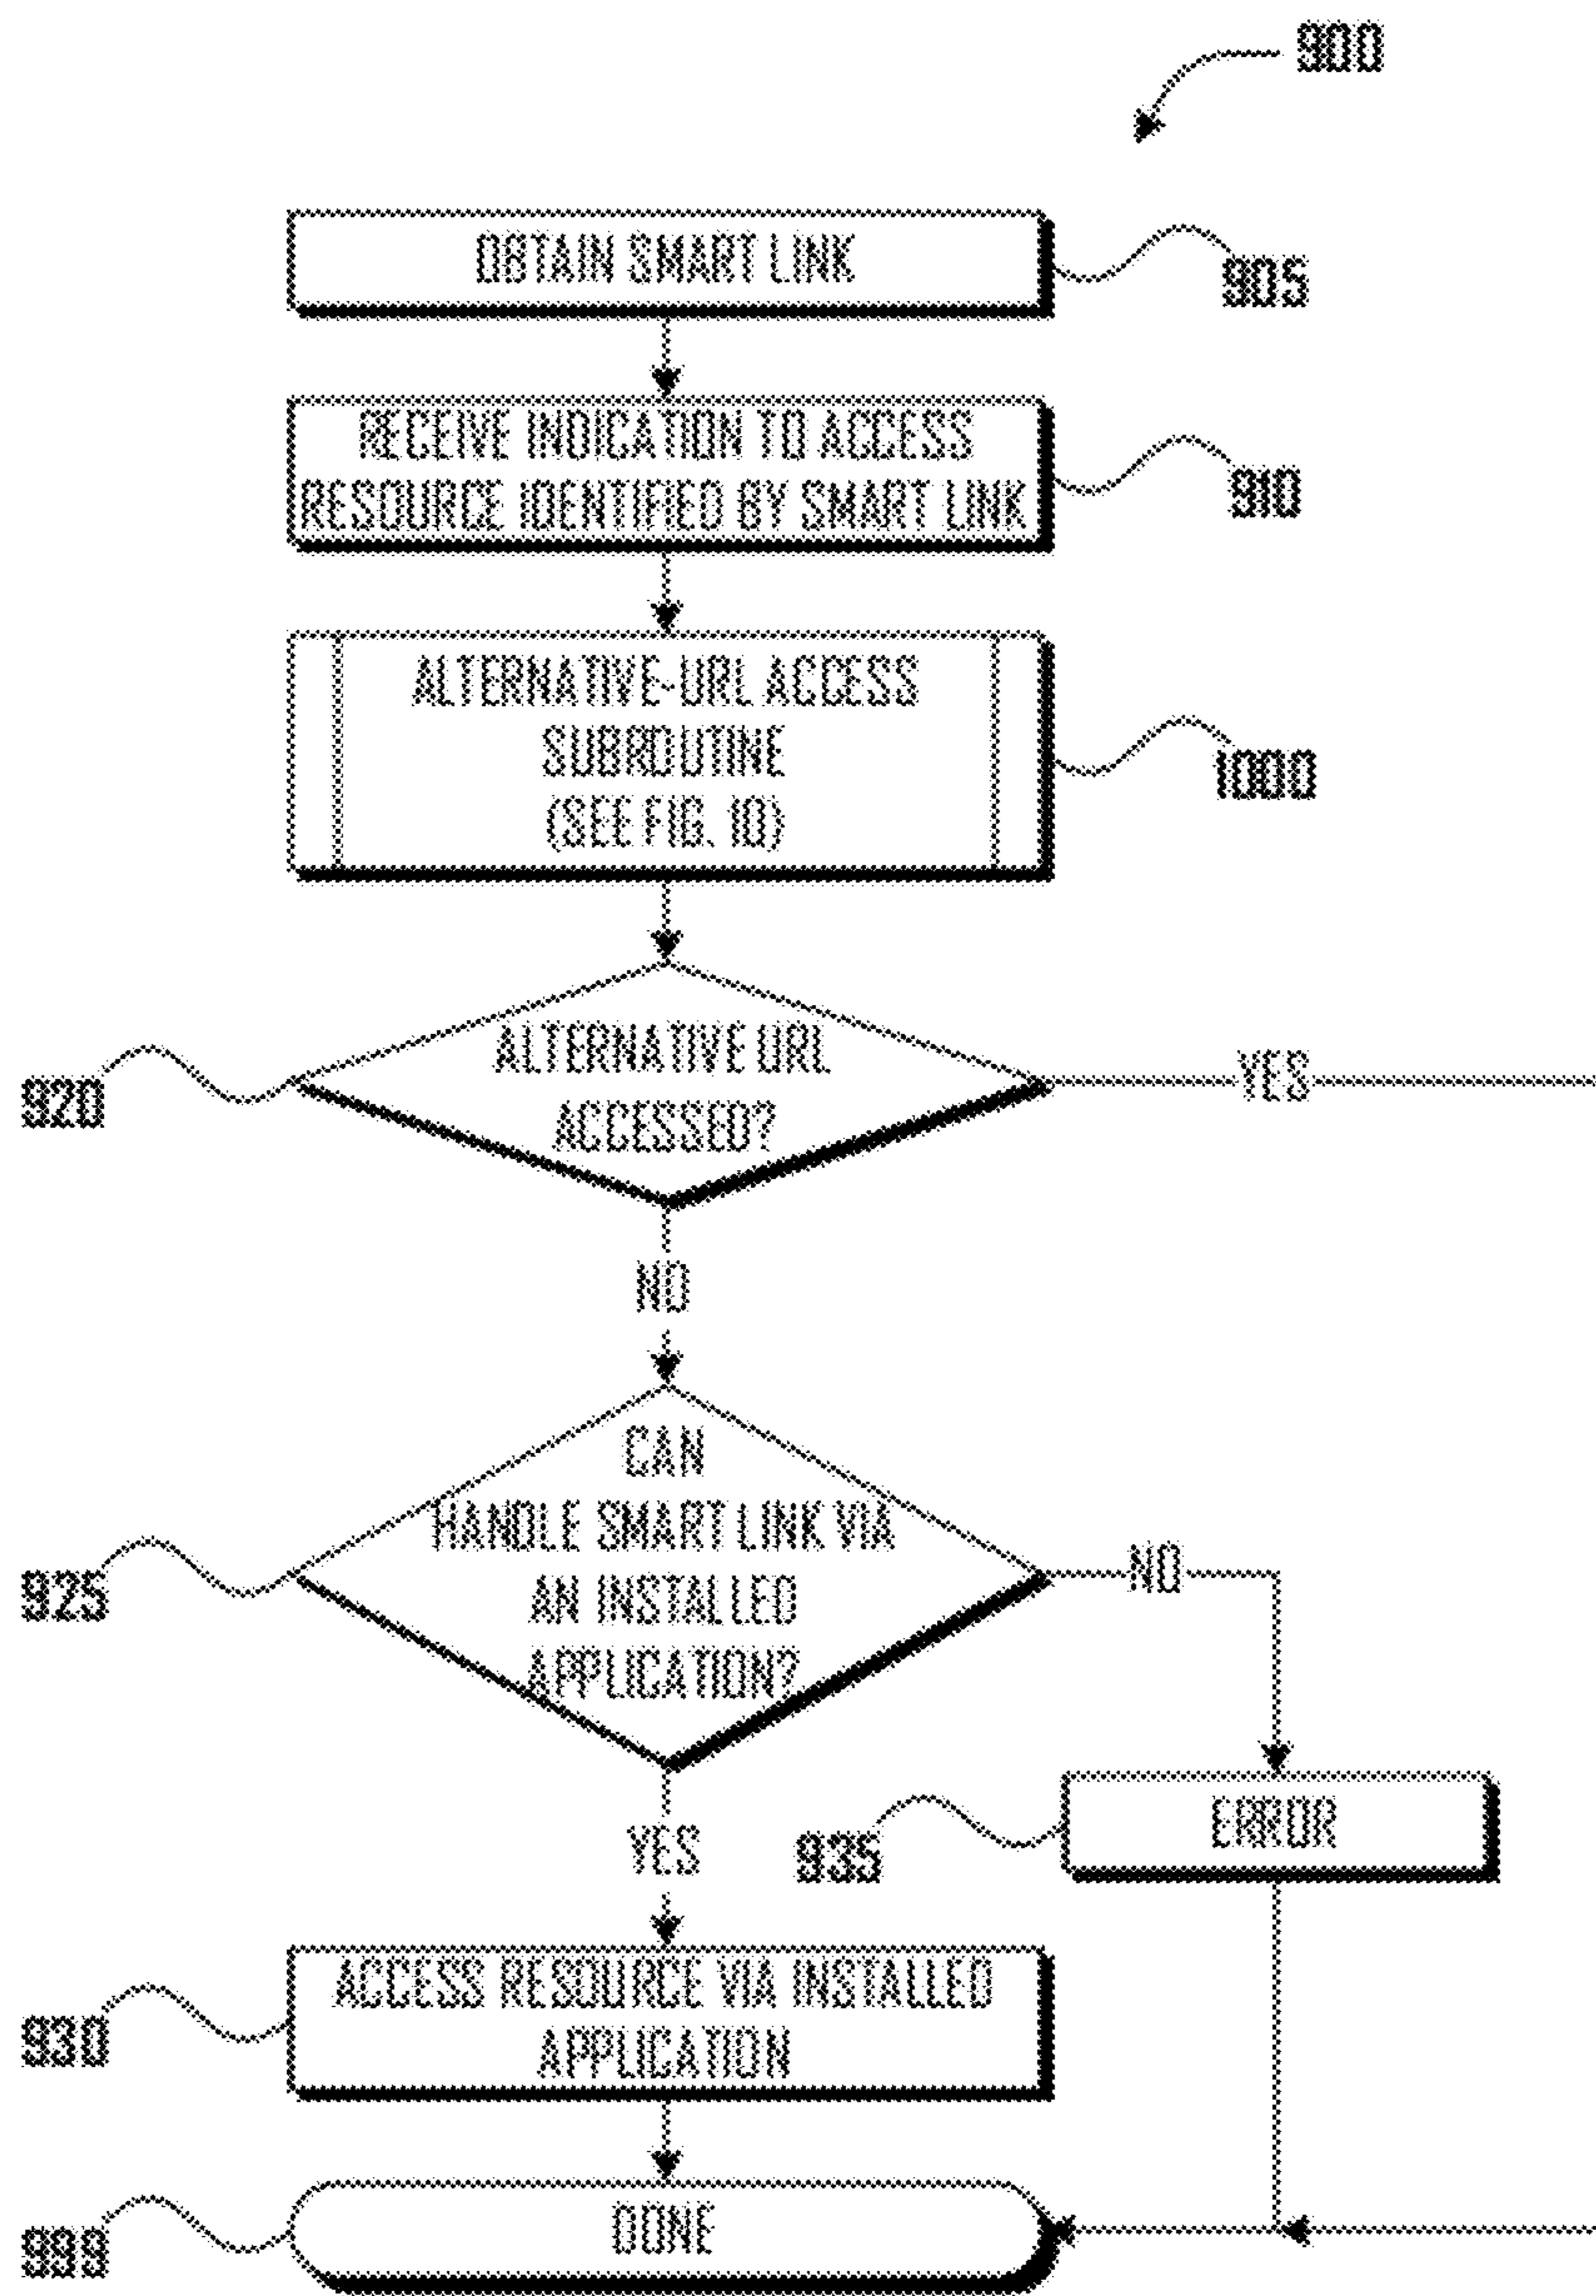 900
OBTAIN SMART LINK
905
RECEIVE INDICATION TO ACCESS
RESOURCE IDENTIFIED BY SMART LINK
910
ALTERNATIVE-URL ACCESS
SUBROUTINE
(SEE FIG. 10)
1000
ALTERNATIVE URL
ACCESSED?
920
YES
NO
CAN
HANDLE SMART LINK VIA
AN INSTALLED
APPLICATION?
925
NO
YES
935
ERROR
ACCESS RESOURCE VIA INSTALLED
APPLICATION
930
DONE
999